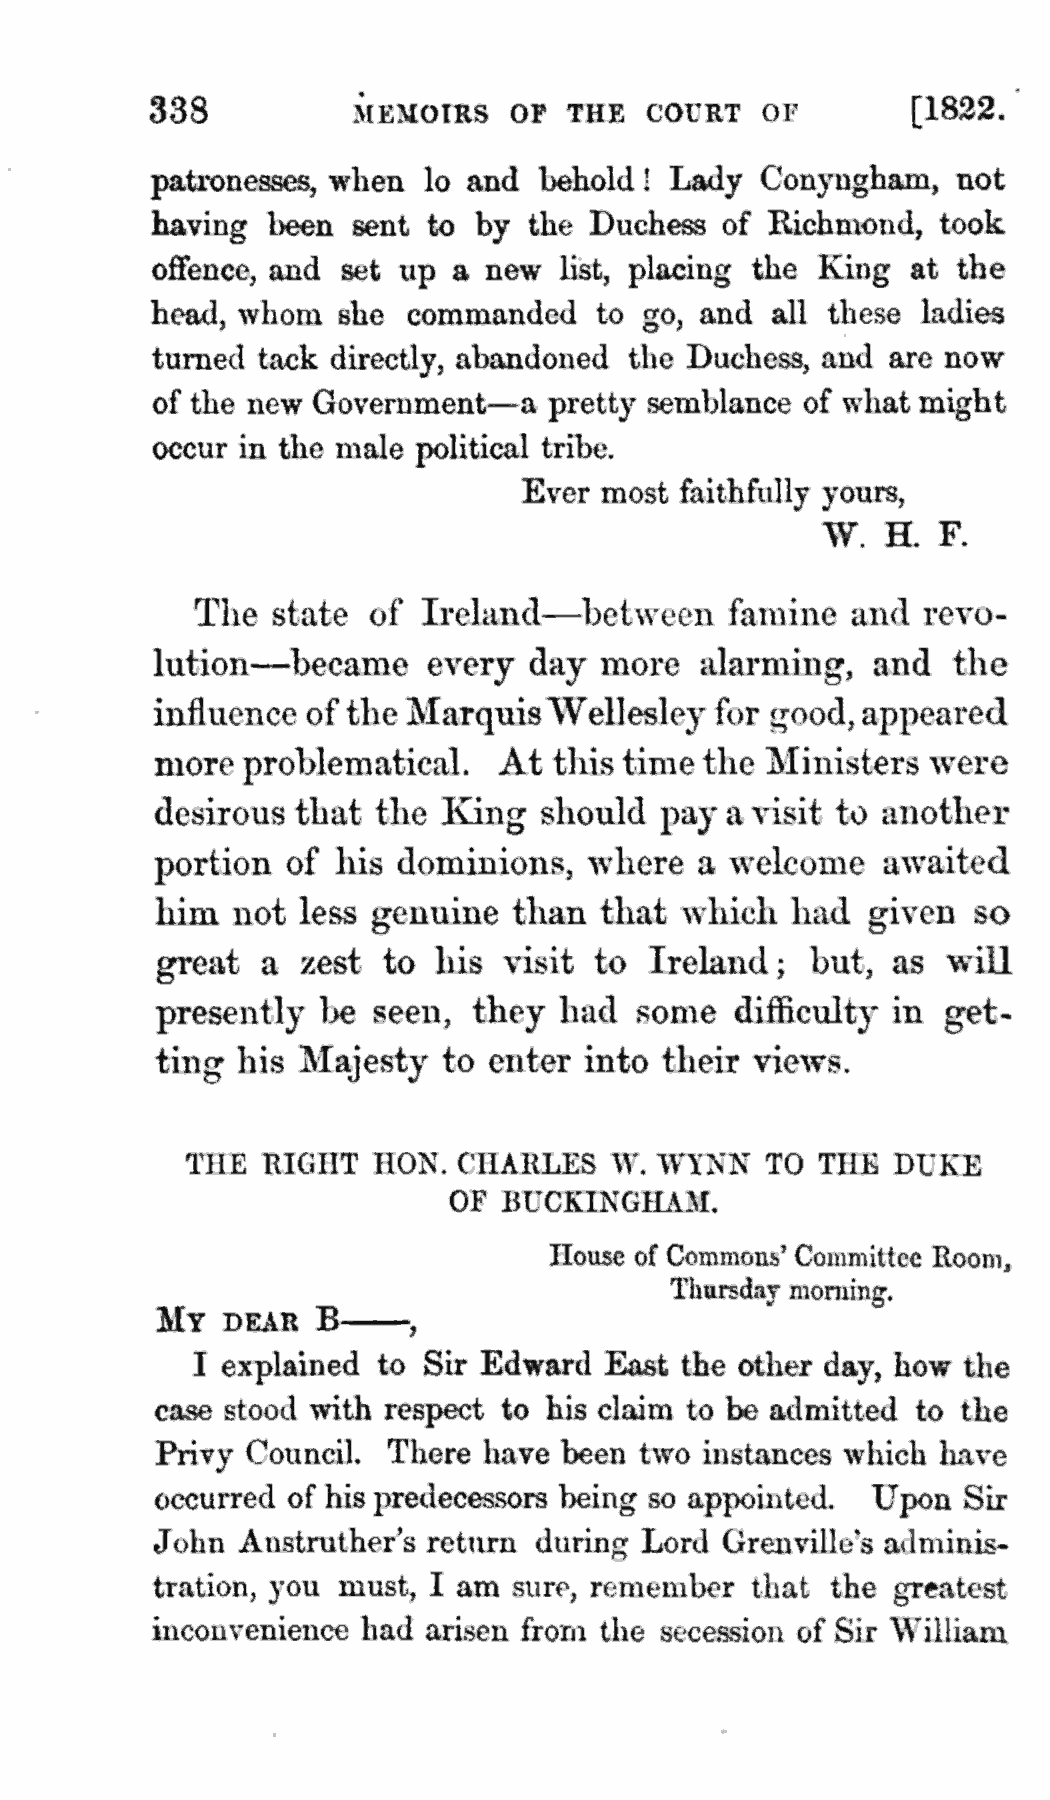 338 MEMOIRS OF THE COURT OF [1822.
patronesses, when lo and behold! Lady Conyngham, not
having been sent to by the Duchess of Richmond, took
offence, and set up a new list, placing the King at the
head, whom she commanded to go, and all these ladies
turned tack directly, abandoned the Duchess, and are now
of the new Government—a pretty semblance of what might
occur in the male political tribe.
Ever most faithfully yours,
W. H. F.
The state of Ireland—between famine and revo-
lution—became every day more alarming, and the
influence of the Marquis Wellesley for good, appeared
more problematical. At this time the Ministers were
desirous that the King should pay a visit to another
portion of his dominions, where a welcome awaited
him not less genuine than that which had given so
great a zest to his visit to Ireland; but, as will
presently be seen, they had some difficulty in get-
ting his Majesty to enter into their views.
THE RIGHT HON. CHARLES W. WYNN TO THE DUKE
OF BUCKINGHAM.
House of Commons' Committee Room,
Thursday morning.
MY DEAR B——,
I explained to Sir Edward East the other day, how the
case stood with respect to his claim to be admitted to the
Privy Council. There have been two instances which have
occurred of his predecessors being so appointed. Upon Sir
John Anstruther's return during Lord Grenville's adminis-
tration, you must, I am sure, remember that the greatest
inconvenience had arisen from the secession of Sir William